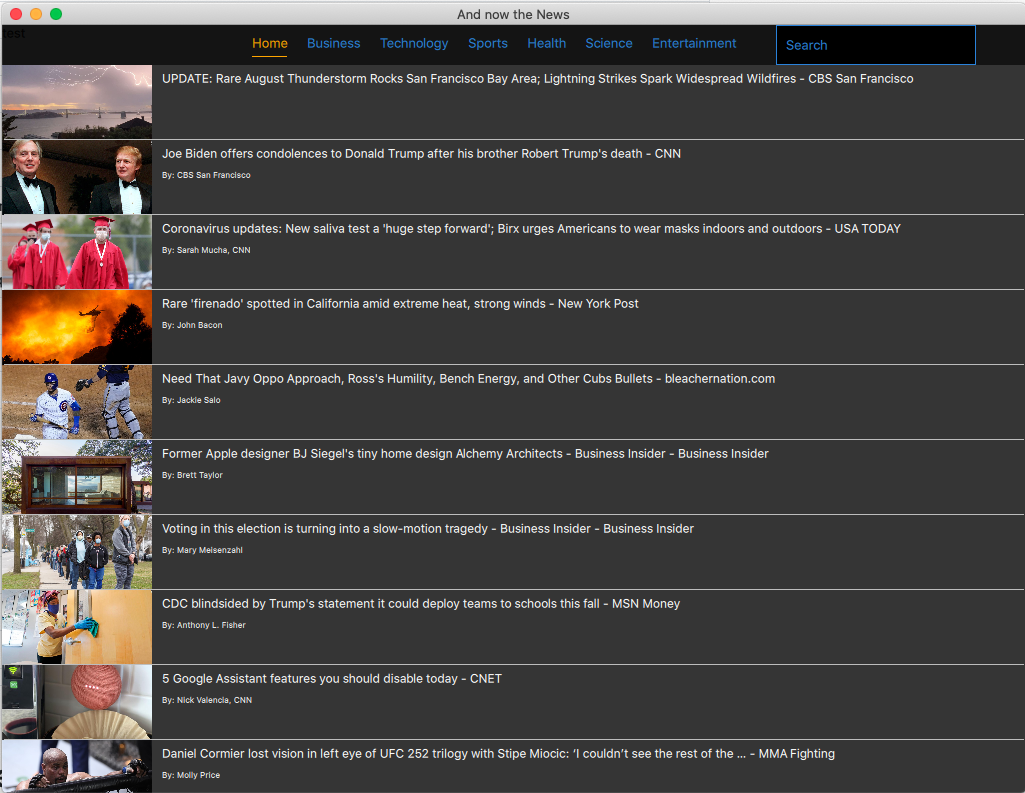 And now the News
test
Home Business Technology Sports Health Science Entertainment Search
UPDATE: Rare August Thunderstorm Rocks San Francisco Bay Area; Lightning Strikes Spark Widespread Wildfires - CBS San Francisco
Joe Biden offers condolences to Donald Trump after his brother Robert Trump's death - CNN
By: CBS San Francisco
Coronavirus updates: New saliva test a 'huge step forward'; Birx urges Americans to wear masks indoors and outdoors - USA TODAY
By: Sarah Mucha, CNN
Rare 'firenado' spotted in California amid extreme heat, strong winds - New York Post
By: John Bacon
Need That Javy Oppo Approach, Ross's Humility, Bench Energy, and Other Cubs Bullets - bleachernation.com
By: Jackie Salo
Former Apple designer BJ Siegel's tiny home design Alchemy Architects - Business Insider - Business Insider
By: Brett Taylor
Voting in this election is turning into a slow-motion tragedy - Business Insider - Business Insider
By: Mary Meisenzahl
CDC blindsided by Trump's statement it could deploy teams to schools this fall - MSN Money
By: Anthony L. Fisher
5 Google Assistant features you should disable today - CNET
By: Nick Valencia, CNN
Daniel Cormier lost vision in left eye of UFC 252 trilogy with Stipe Miocic: ‘I couldn’t see the rest of the ... - MMA Fighting
By: Molly Price